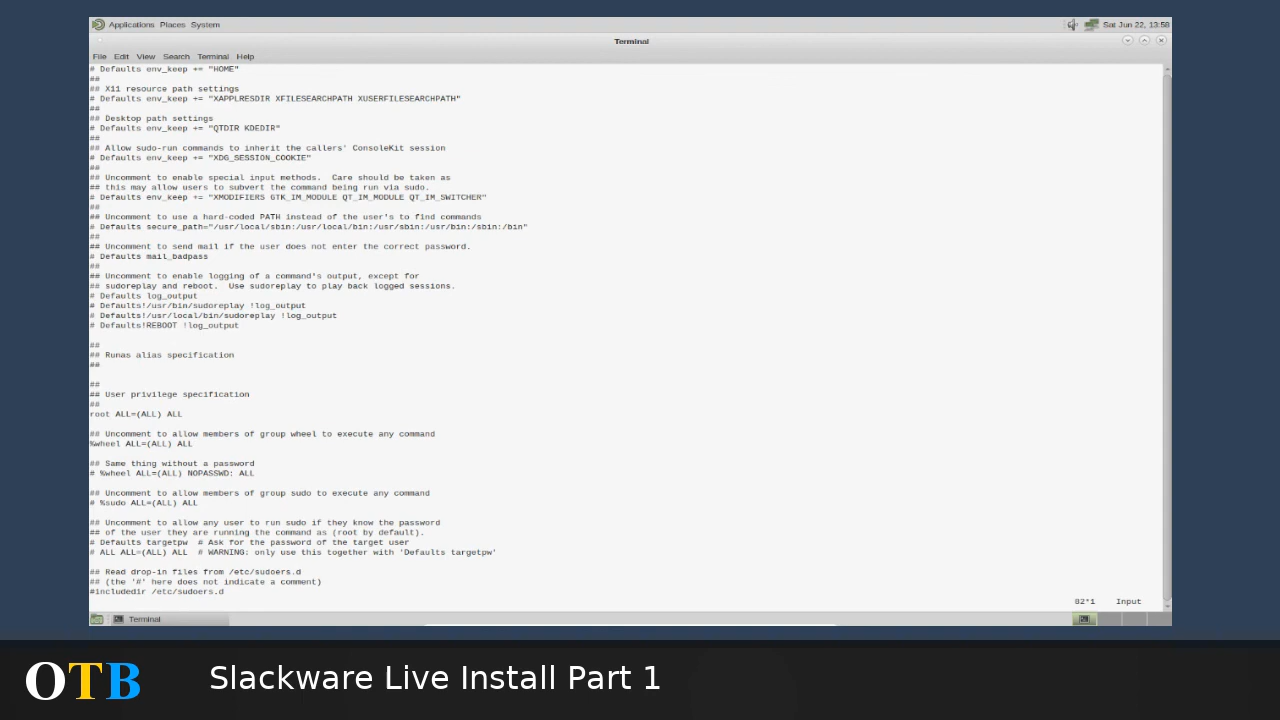 Applications Places System
Sat Jun 22, 13:58
Terminal
File Edit View Search Terminal Help
# Defaults env_keep += "HOME"
##
## X11 resource path settings
# Defaults env_keep += "XAPPLRESDIR XFILESEARCHPATH XUSERFILESEARCHPATH"
##
## Desktop path settings
# Defaults env_keep += "QTDIR KDEDIR"
##
## Allow sudo-run commands to inherit the callers' ConsoleKit session
# Defaults env_keep += "XDG_SESSION_COOKIE"
##
## Uncomment to enable special input methods.  Care should be taken as
## this may allow users to subvert the command being run via sudo.
# Defaults env_keep += "XMODIFIERS GTK_IM_MODULE QT_IM_MODULE QT_IM_SWITCHER"
##
## Uncomment to use a hard-coded PATH instead of the user's to find commands
# Defaults secure_path="/usr/local/sbin:/usr/local/bin:/usr/sbin:/usr/bin:/sbin:/bin"
##
## Uncomment to send mail if the user does not enter the correct password.
# Defaults mail_badpass
##
## Uncomment to enable logging of a command's output, except for
## sudoreplay and reboot.  Use sudoreplay to play back logged sessions.
# Defaults log_output
# Defaults!/usr/bin/sudoreplay !log_output
# Defaults!/usr/local/bin/sudoreplay !log_output
# Defaults!REBOOT !log_output
##
## Runas alias specification
##
##
## User privilege specification
##
root ALL=(ALL) ALL
## Uncomment to allow members of group wheel to execute any command
%wheel ALL=(ALL) ALL
## Same thing without a password
# %wheel ALL=(ALL) NOPASSWD: ALL
## Uncomment to allow members of group sudo to execute any command
# %sudo ALL=(ALL) ALL
## Uncomment to allow any user to run sudo if they know the password
## of the user they are running the command as (root by default).
# Defaults targetpw  # Ask for the password of the target user
# ALL ALL=(ALL) ALL  # WARNING: only use this together with 'Defaults targetpw'
## Read drop-in files from /etc/sudoers.d
## (the '#' here does not indicate a comment)
#includedir /etc/sudoers.d
82*1 Input
Terminal
OTB Slackware Live Install Part 1